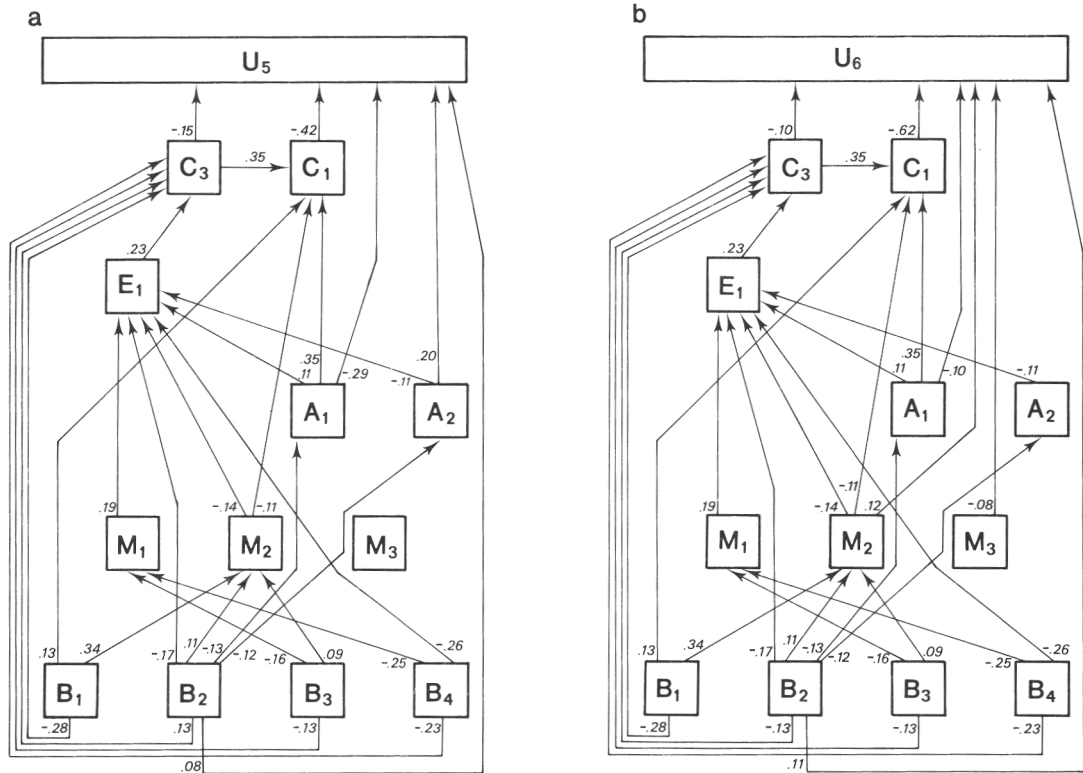 a
b
U5
U6
-.15 -.42
-.10 -.62
C3 .35 C1
C3 .35 C1
.23
.23
E1
E1
.35 .20
.35
.11 -.29 -.11
.11 -.10 -.11
A1 A2
A1 A2
.19 -.14 -.11
-.11
.19 -.14 .12 -.08
M1 M2 M3
M1 M2 M3
.13 .34 -.17 .11 -.13 -.12 -.16 .09 -.25 -.26
.13 .34 -.17 .11 -.13 -.12 -.16 .09 -.25 -.26
B1 B2 B3 B4
B1 B2 B3 B4
-.28 .13 -.13 -.23
-.28 -.13 -.13 -.23
.08
.11